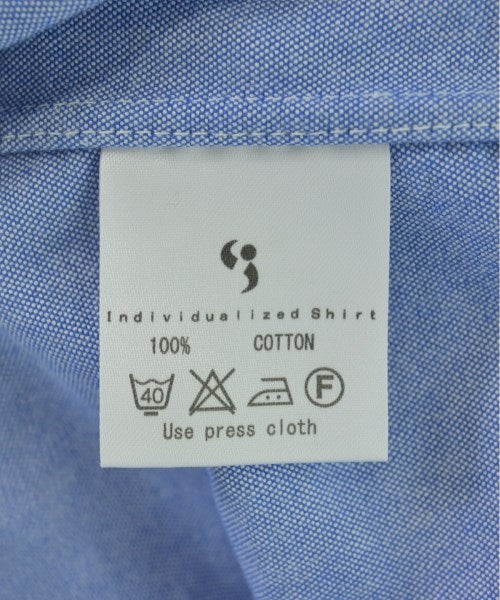 Individualized Shirt
100% COTTON
40 F
Use press cloth